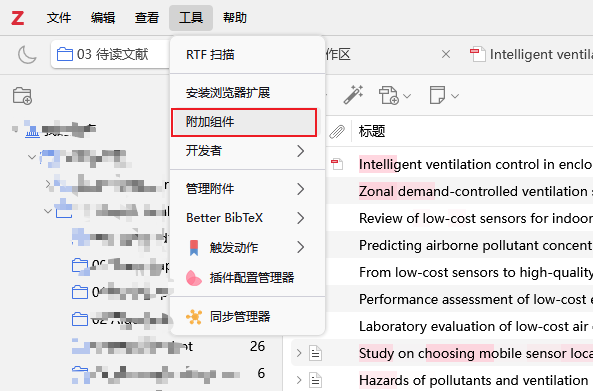 Z 文件 编辑 查看 工具 帮助
03 待读文献
作区
Intelligent ventila
RTF 扫描
安装浏览器扩展
附加组件
开发者
管理附件
Better BibTeX
触发动作
插件配置管理器
同步管理器
标题
Intelligent ventilation control in enclo
Zonal demand-controlled ventilation
Review of low-cost sensors for indoor
Predicting airborne pollutant concent
From low-cost sensors to high-quality
Performance assessment of low-cost e
Laboratory evaluation of low-cost air
Study on choosing mobile sensor loca
Hazards of pollutants and ventilation
26
6